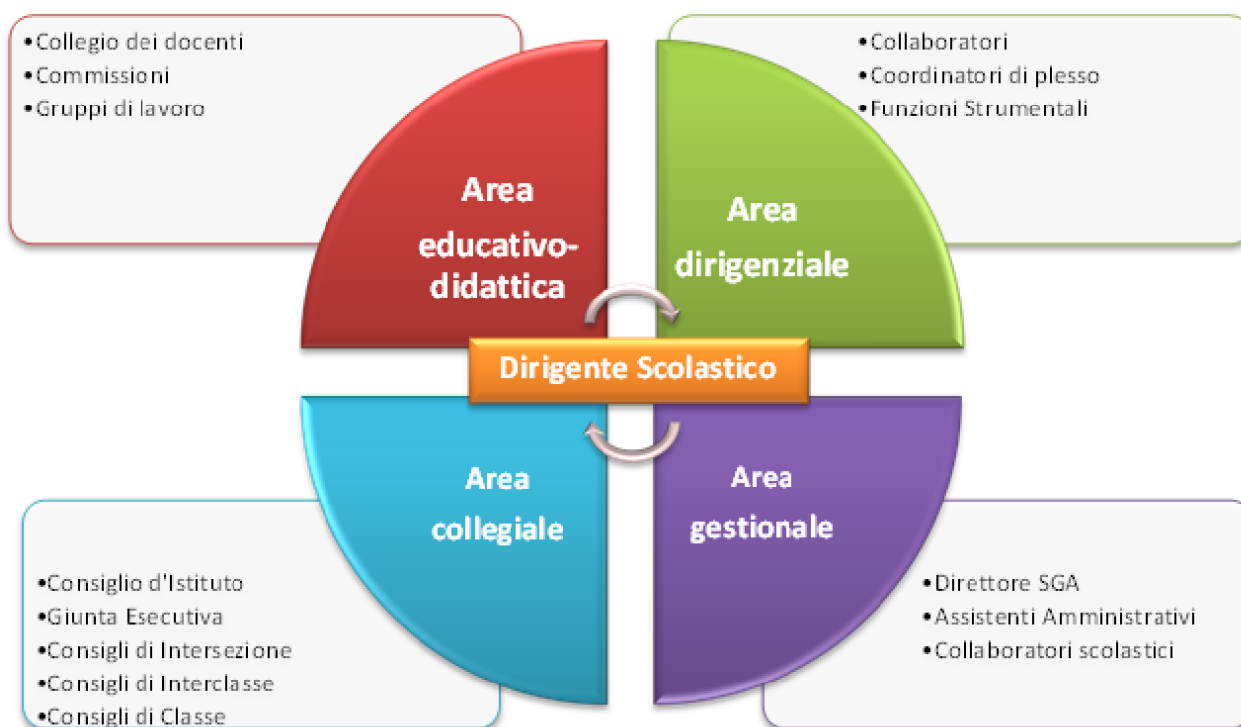 •Collegio dei docenti
•Commissioni
•Gruppi di lavoro
•Collaboratori
•Coordinatori di plesso
•Funzioni Strumentali
Area
educativo-
didattica
Area
dirigenziale
Dirigente Scolastico
Area
collegiale
Area
gestionale
•Consiglio d'Istituto
•Giunta Esecutiva
•Consigli di Intersezione
•Consigli di Interclasse
•Consigli di Classe
•Direttore SGA
•Assistenti Amministrativi
•Collaboratori scolastici